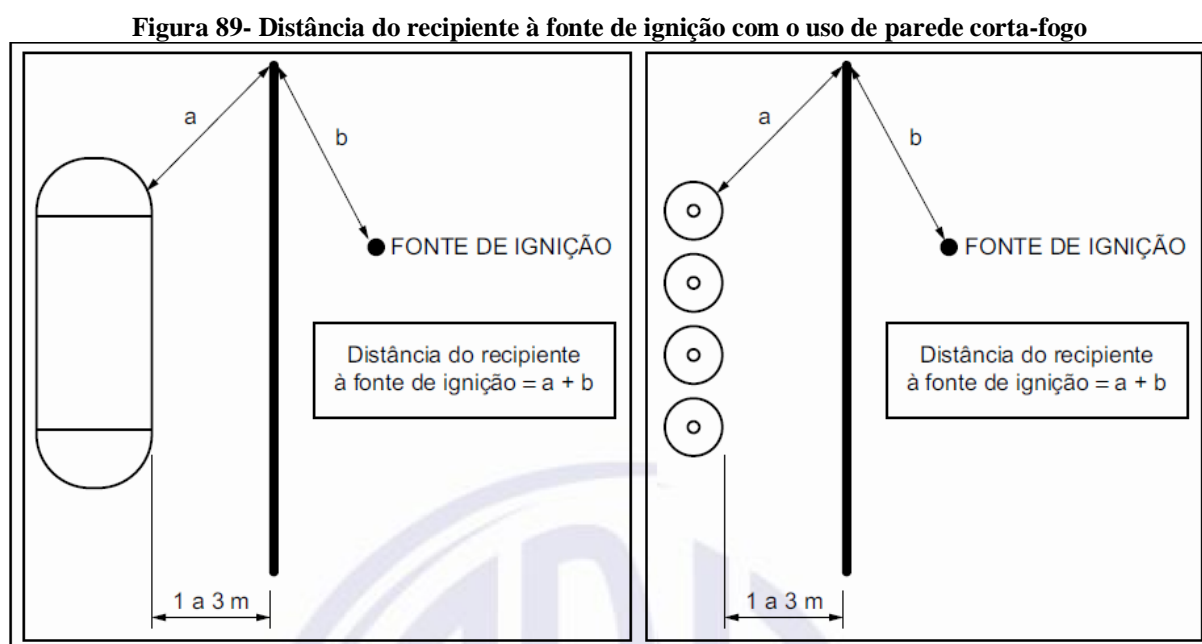 Figura 89- Distância do recipiente à fonte de ignição com o uso de parede corta-fogo
a
b
FONTE DE IGNIÇÃO
Distância do recipiente
à fonte de ignição = a + b
1 a 3 m
a
b
FONTE DE IGNIÇÃO
Distância do recipiente
à fonte de ignição = a + b
1 a 3 m